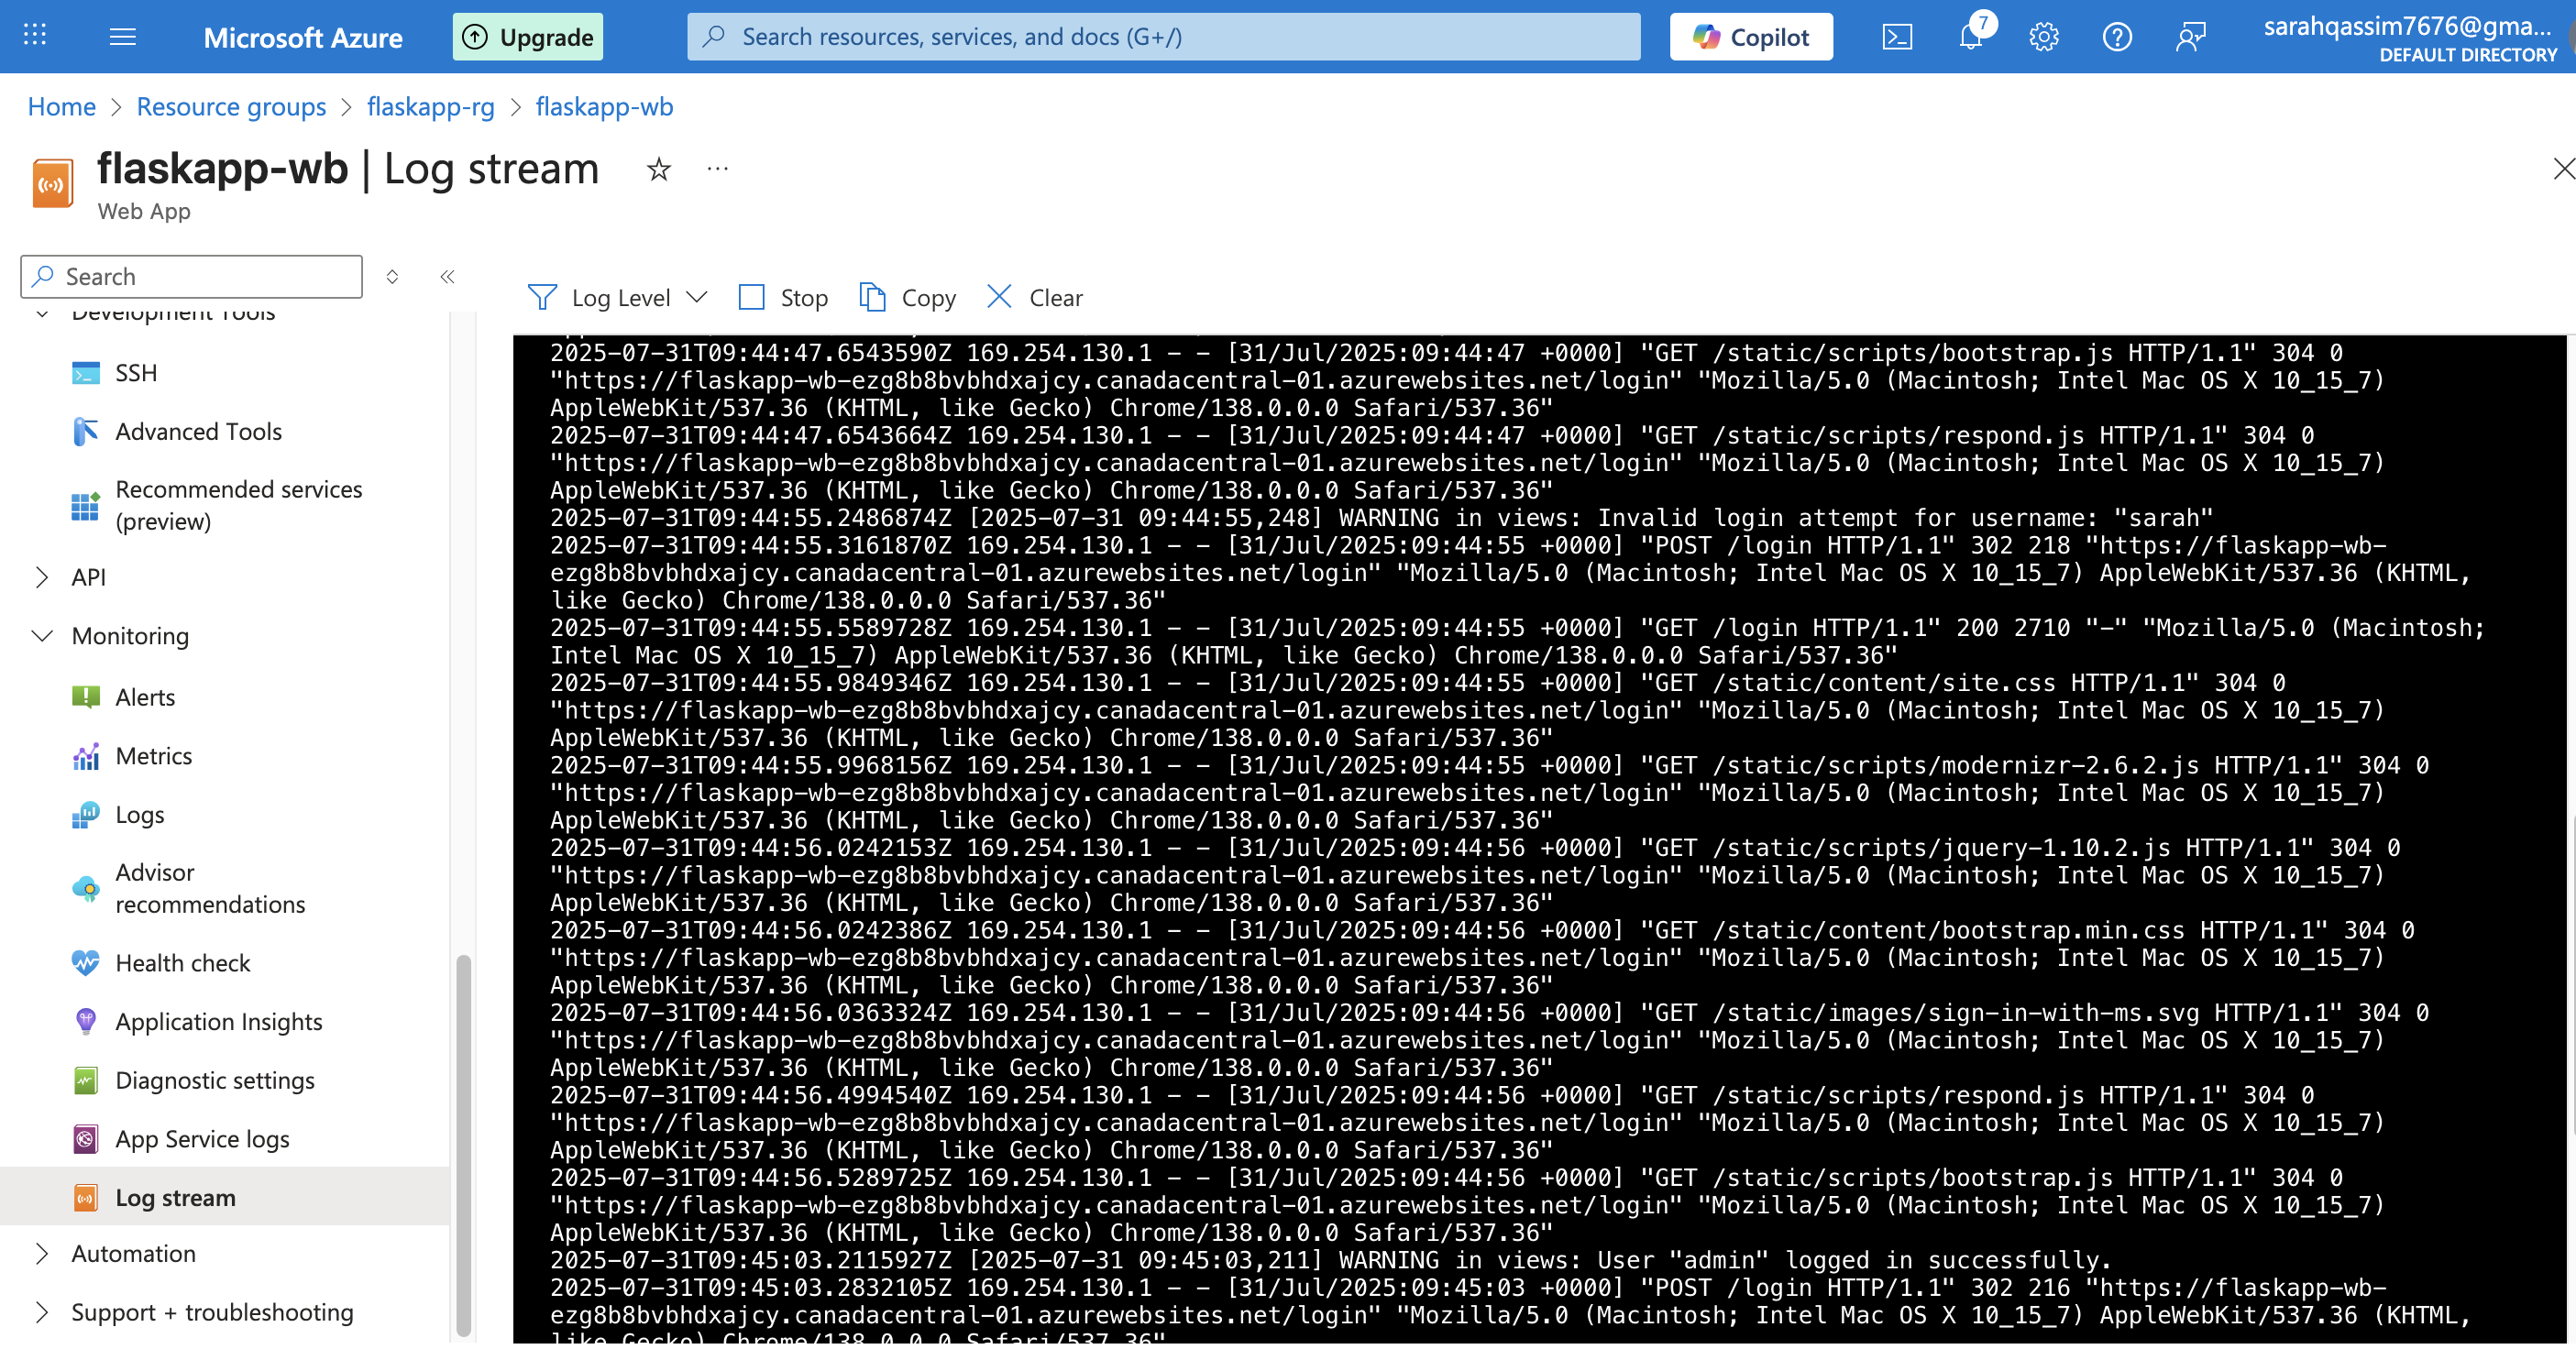 Microsoft Azure
Upgrade
Search resources, services, and docs (G+/)
Copilot
7
sarahqassim7676@gma...
DEFAULT DIRECTORY
Home > Resource groups > flaskapp-rg > flaskapp-wb
flaskapp-wb | Log stream
Web App
Search
Development Tools
SSH
Advanced Tools
Recommended services
(preview)
API
Monitoring
Alerts
Metrics
Logs
Advisor
recommendations
Health check
Application Insights
Diagnostic settings
App Service logs
Log stream
Automation
Support + troubleshooting
Log Level
Stop
Copy
Clear
2025-07-31T09:44:47.6543590Z 169.254.130.1 - - [31/Jul/2025:09:44:47 +0000] "GET /static/scripts/bootstrap.js HTTP/1.1" 304 0
"https://flaskapp-wb-ezg8b8bvbhdxajcy.canadacentral-01.azurewebsites.net/login" "Mozilla/5.0 (Macintosh; Intel Mac OS X 10_15_7)
AppleWebKit/537.36 (KHTML, like Gecko) Chrome/138.0.0.0 Safari/537.36"
2025-07-31T09:44:47.6543664Z 169.254.130.1 - - [31/Jul/2025:09:44:47 +0000] "GET /static/scripts/respond.js HTTP/1.1" 304 0
"https://flaskapp-wb-ezg8b8bvbhdxajcy.canadacentral-01.azurewebsites.net/login" "Mozilla/5.0 (Macintosh; Intel Mac OS X 10_15_7)
AppleWebKit/537.36 (KHTML, like Gecko) Chrome/138.0.0.0 Safari/537.36"
2025-07-31T09:44:55.2486874Z [2025-07-31 09:44:55,248] WARNING in views: Invalid login attempt for username: "sarah"
2025-07-31T09:44:55.3161870Z 169.254.130.1 - - [31/Jul/2025:09:44:55 +0000] "POST /login HTTP/1.1" 302 218 "https://flaskapp-wb-
ezg8b8bvbhdxajcy.canadacentral-01.azurewebsites.net/login" "Mozilla/5.0 (Macintosh; Intel Mac OS X 10_15_7) AppleWebKit/537.36 (KHTML,
like Gecko) Chrome/138.0.0.0 Safari/537.36"
2025-07-31T09:44:55.5589728Z 169.254.130.1 - - [31/Jul/2025:09:44:55 +0000] "GET /login HTTP/1.1" 200 2710 "-" "Mozilla/5.0 (Macintosh;
Intel Mac OS X 10_15_7) AppleWebKit/537.36 (KHTML, like Gecko) Chrome/138.0.0.0 Safari/537.36"
2025-07-31T09:44:55.9849346Z 169.254.130.1 - - [31/Jul/2025:09:44:55 +0000] "GET /static/content/site.css HTTP/1.1" 304 0
"https://flaskapp-wb-ezg8b8bvbhdxajcy.canadacentral-01.azurewebsites.net/login" "Mozilla/5.0 (Macintosh; Intel Mac OS X 10_15_7)
AppleWebKit/537.36 (KHTML, like Gecko) Chrome/138.0.0.0 Safari/537.36"
2025-07-31T09:44:55.9968156Z 169.254.130.1 - - [31/Jul/2025:09:44:55 +0000] "GET /static/scripts/modernizr-2.6.2.js HTTP/1.1" 304 0
"https://flaskapp-wb-ezg8b8bvbhdxajcy.canadacentral-01.azurewebsites.net/login" "Mozilla/5.0 (Macintosh; Intel Mac OS X 10_15_7)
AppleWebKit/537.36 (KHTML, like Gecko) Chrome/138.0.0.0 Safari/537.36"
2025-07-31T09:44:56.0242153Z 169.254.130.1 - - [31/Jul/2025:09:44:56 +0000] "GET /static/scripts/jquery-1.10.2.js HTTP/1.1" 304 0
"https://flaskapp-wb-ezg8b8bvbhdxajcy.canadacentral-01.azurewebsites.net/login" "Mozilla/5.0 (Macintosh; Intel Mac OS X 10_15_7)
AppleWebKit/537.36 (KHTML, like Gecko) Chrome/138.0.0.0 Safari/537.36"
2025-07-31T09:44:56.0242386Z 169.254.130.1 - - [31/Jul/2025:09:44:56 +0000] "GET /static/content/bootstrap.min.css HTTP/1.1" 304 0
"https://flaskapp-wb-ezg8b8bvbhdxajcy.canadacentral-01.azurewebsites.net/login" "Mozilla/5.0 (Macintosh; Intel Mac OS X 10_15_7)
AppleWebKit/537.36 (KHTML, like Gecko) Chrome/138.0.0.0 Safari/537.36"
2025-07-31T09:44:56.0363324Z 169.254.130.1 - - [31/Jul/2025:09:44:56 +0000] "GET /static/images/sign-in-with-ms.svg HTTP/1.1" 304 0
"https://flaskapp-wb-ezg8b8bvbhdxajcy.canadacentral-01.azurewebsites.net/login" "Mozilla/5.0 (Macintosh; Intel Mac OS X 10_15_7)
AppleWebKit/537.36 (KHTML, like Gecko) Chrome/138.0.0.0 Safari/537.36"
2025-07-31T09:44:56.4994540Z 169.254.130.1 - - [31/Jul/2025:09:44:56 +0000] "GET /static/scripts/respond.js HTTP/1.1" 304 0
"https://flaskapp-wb-ezg8b8bvbhdxajcy.canadacentral-01.azurewebsites.net/login" "Mozilla/5.0 (Macintosh; Intel Mac OS X 10_15_7)
AppleWebKit/537.36 (KHTML, like Gecko) Chrome/138.0.0.0 Safari/537.36"
2025-07-31T09:44:56.5289725Z 169.254.130.1 - - [31/Jul/2025:09:44:56 +0000] "GET /static/scripts/bootstrap.js HTTP/1.1" 304 0
"https://flaskapp-wb-ezg8b8bvbhdxajcy.canadacentral-01.azurewebsites.net/login" "Mozilla/5.0 (Macintosh; Intel Mac OS X 10_15_7)
AppleWebKit/537.36 (KHTML, like Gecko) Chrome/138.0.0.0 Safari/537.36"
2025-07-31T09:45:03.2115927Z [2025-07-31 09:45:03,211] WARNING in views: User "admin" logged in successfully.
2025-07-31T09:45:03.2832105Z 169.254.130.1 - - [31/Jul/2025:09:45:03 +0000] "POST /login HTTP/1.1" 302 216 "https://flaskapp-wb-
ezg8b8bvbhdxajcy.canadacentral-01.azurewebsites.net/login" "Mozilla/5.0 (Macintosh; Intel Mac OS X 10_15_7) AppleWebKit/537.36 (KHTML,
like Gecko) Chrome/138.0.0.0 Safari/537.36"